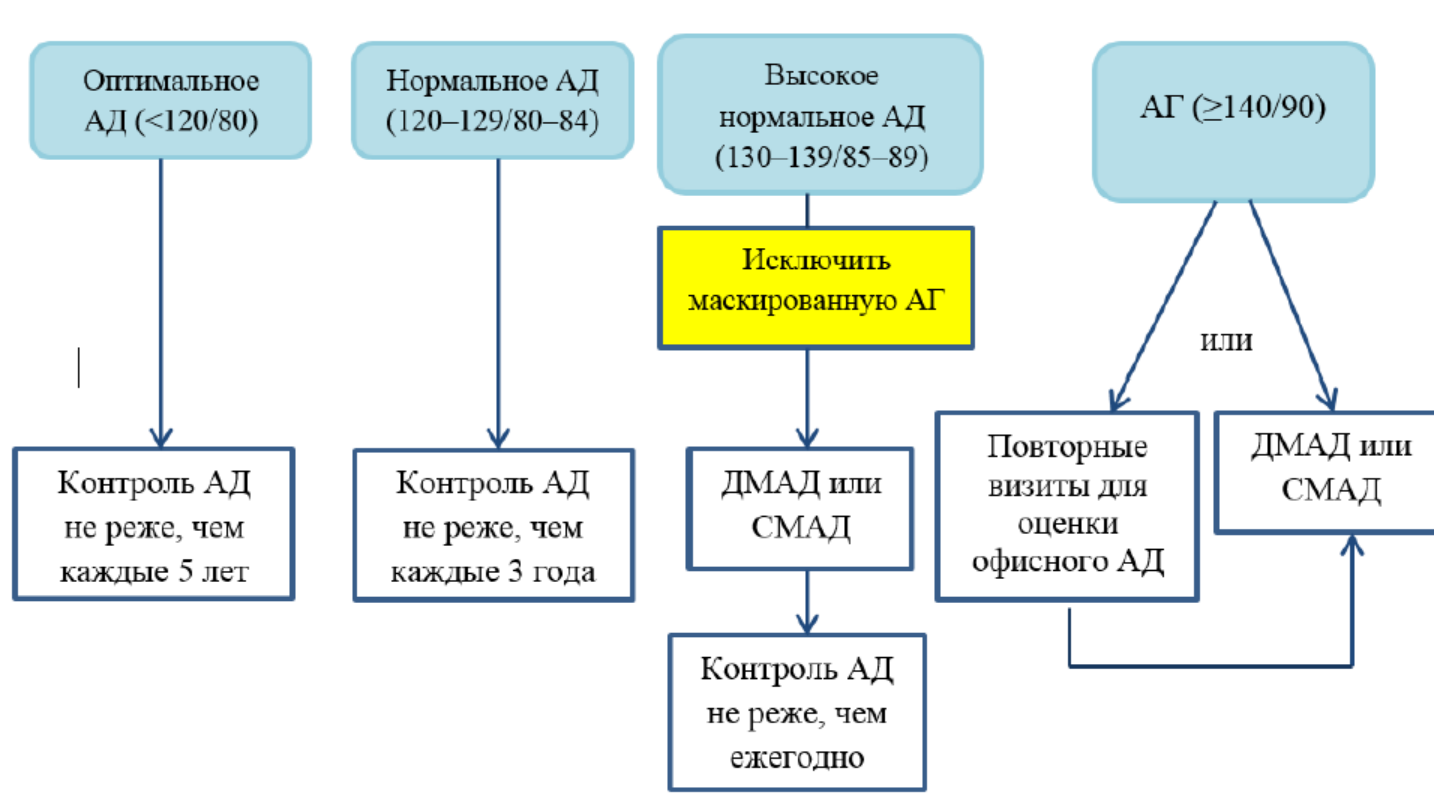 Оптимальное
АД (<120/80)
Нормальное АД
(120–129/80–84)
Высокое
нормальное АД
(130–139/85–89)
АГ (≥140/90)
Исключить
маскированную АГ
или
Контроль АД
не реже, чем
каждые 5 лет
Контроль АД
не реже, чем
каждые 3 года
ДМАД или
СМАД
Повторные
визиты для
оценки
офисного АД
ДМАД или
СМАД
Контроль АД
не реже, чем
ежегодно